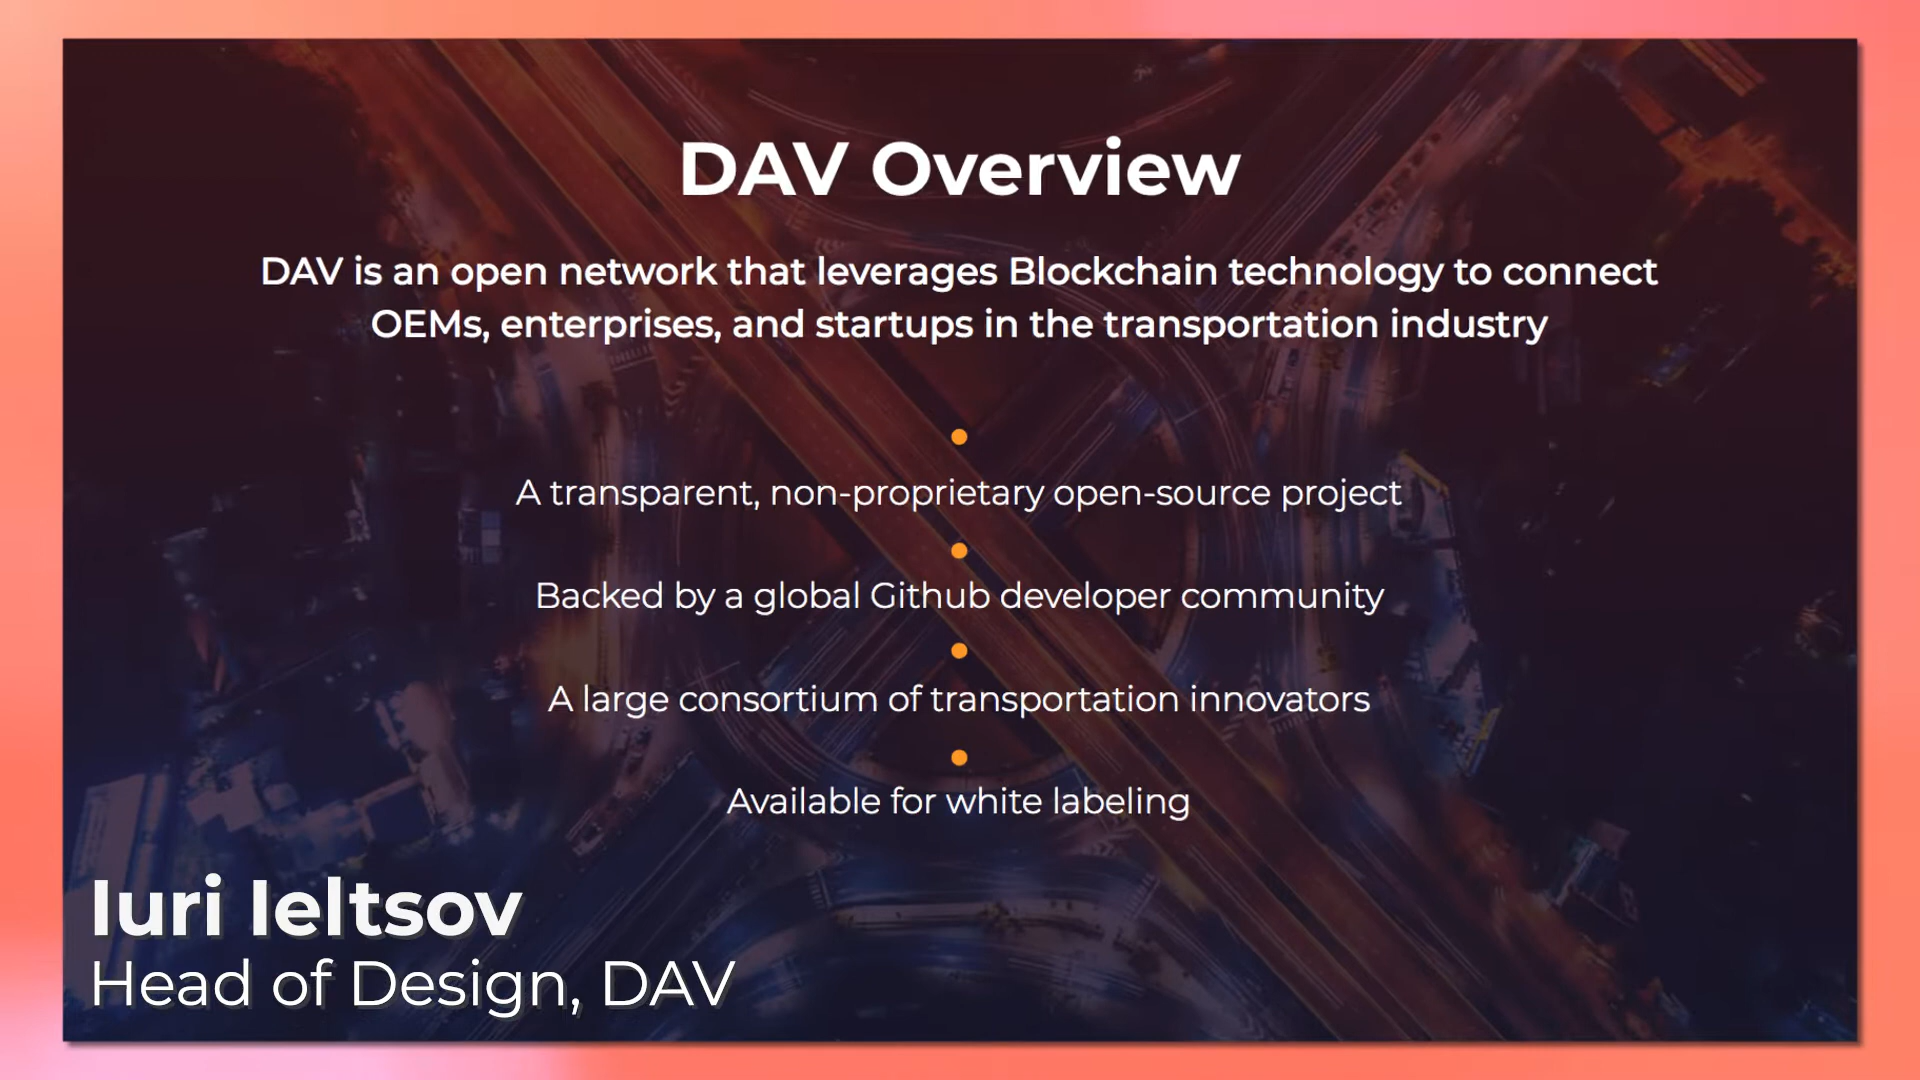 DAV Overview
DAV is an open network that leverages Blockchain technology to connect
OEMs, enterprises, and startups in the transportation industry
A transparent, non-proprietary open-source project
Backed by a global Github developer community
A large consortium of transportation innovators
Available for white labeling
Iuri Ieltsov
Head of Design, DAV